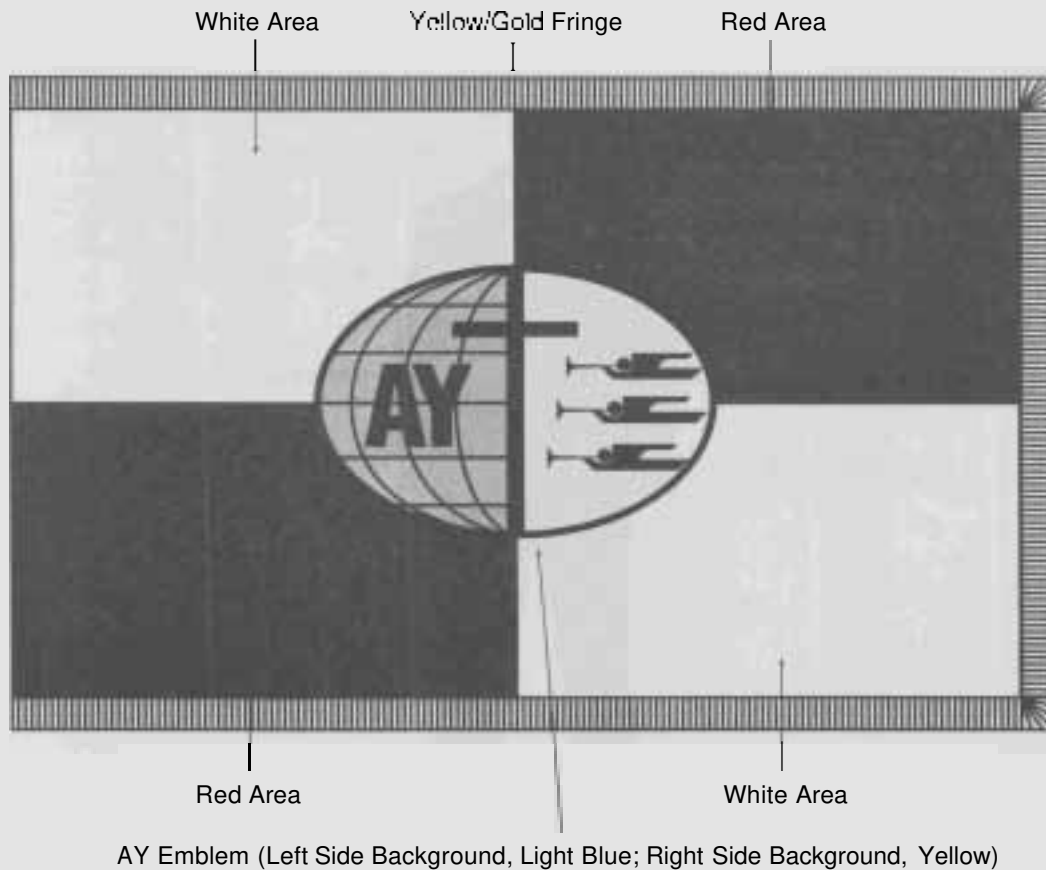 White Area
Yellow/Gold Fringe
Red Area
AY
Red Area
White Area
AY Emblem (Left Side Background, Light Blue; Right Side Background, Yellow)